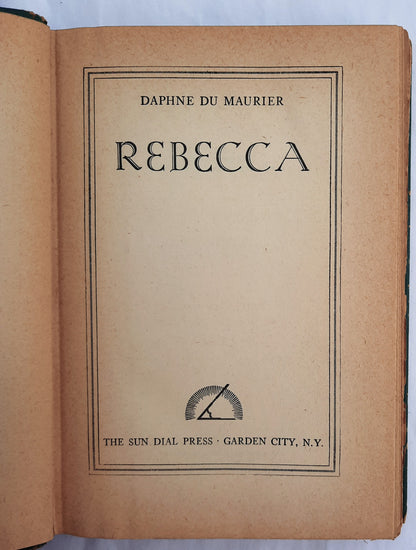 DAPHNE DU MAURIER
REBECCA
THE SUN DIAL PRESS · GARDEN CITY, N.Y.